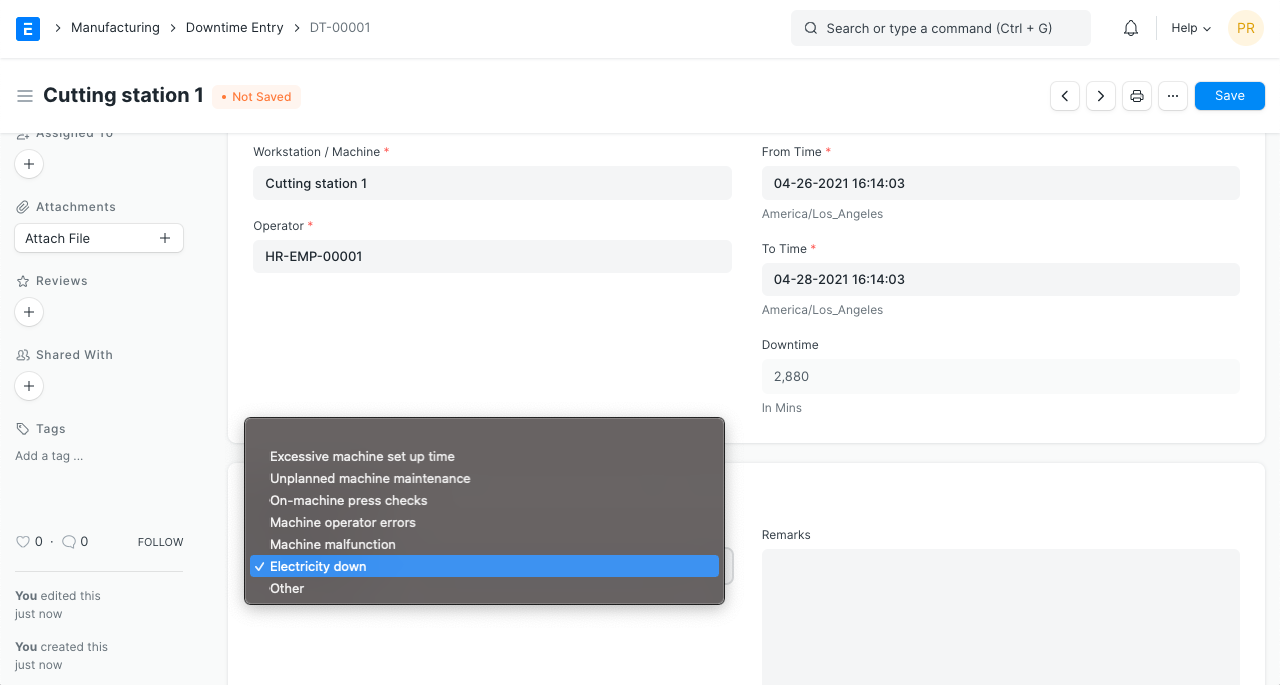 E
Manufacturing
Downtime Entry
DT-00001
Search or type a command (Ctrl + G)
Help
PR
Cutting station 1
• Not Saved
Save
Assigned To
Attachments
Attach File
Reviews
Shared With
Tags
Add a tag ...
0 · 0
FOLLOW
You edited this
just now
You created this
just now
Workstation / Machine *
Cutting station 1
Operator *
HR-EMP-00001
From Time *
04-26-2021 16:14:03
America/Los_Angeles
To Time *
04-28-2021 16:14:03
America/Los_Angeles
Downtime
2,880
In Mins
Excessive machine set up time
Unplanned machine maintenance
On-machine press checks
Machine operator errors
Machine malfunction
✓ Electricity down
Other
Remarks